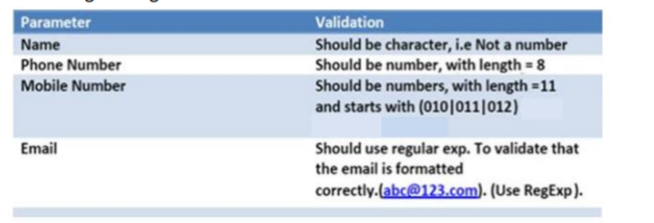 Parameter Validation
Name Should be character, i.e Not a number
Phone Number Should be number, with length = 8
Mobile Number Should be numbers, with length =11
and starts with (010|011|012)
Email Should use regular exp. To validate that
the email is formatted
correctly.(abc@123.com). (Use RegExp).